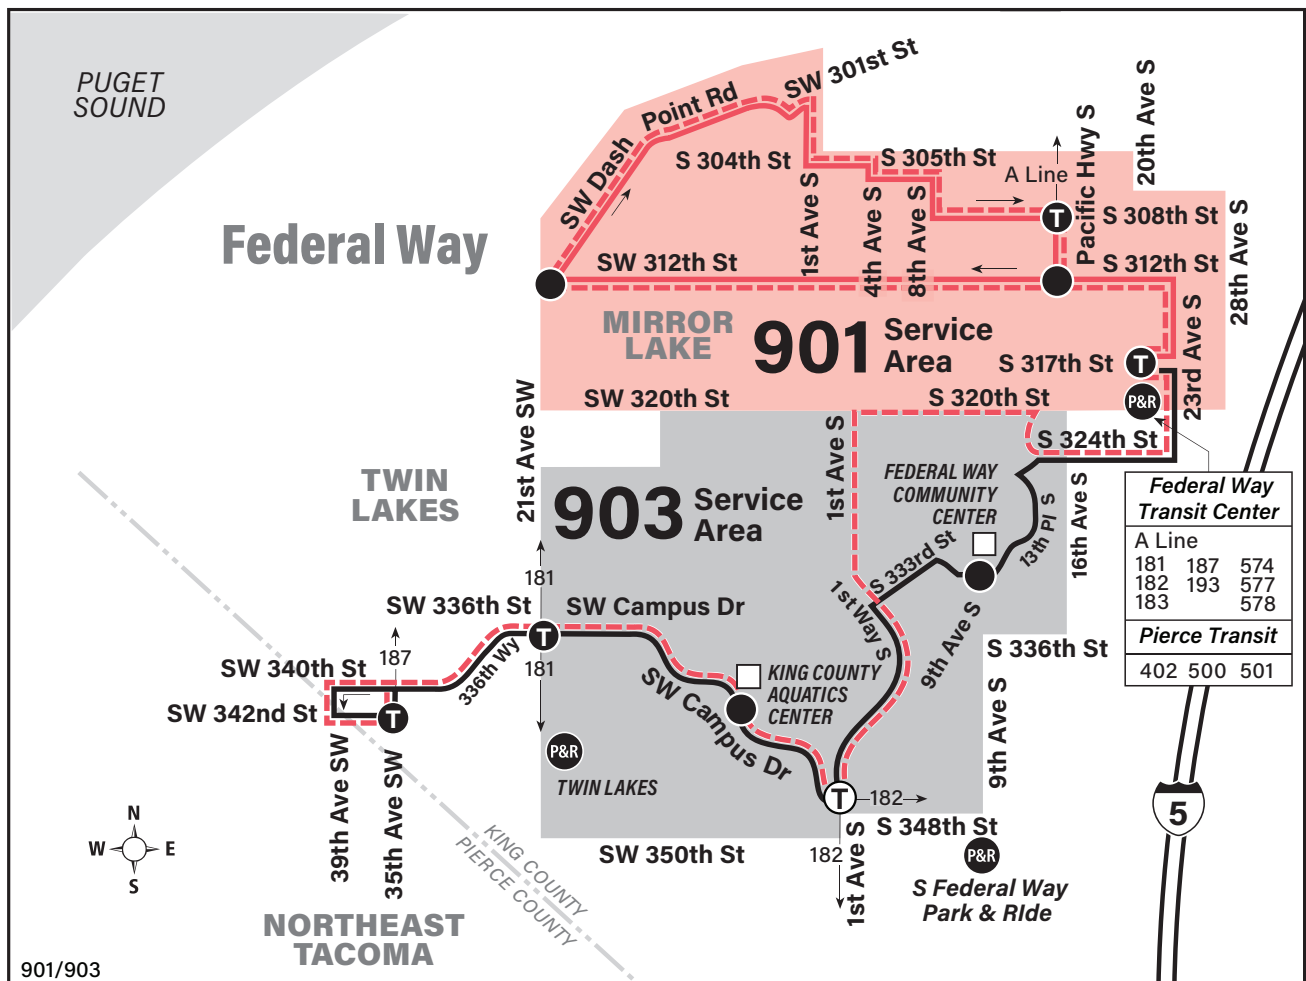 PUGET
SOUND
SW 301st St
Point Rd
SW Dash
S 304th St
S 305th St
A Line
Pacific Hwy S
20th Ave S
T
S 308th St
1st Ave S
4th Ave S
8th Ave S
28th Ave S
Federal Way
SW 312th St
S 312th St
MIRROR
LAKE
901
Service
Area
S 317th St
T
23rd Ave S
P&R
SW 320th St
S 320th St
21st Ave SW
1st Ave S
S 324th St
TWIN
LAKES
903
Service
Area
FEDERAL WAY
COMMUNITY
CENTER
13th Pl S
16th Ave S
Federal Way
Transit Center
A Line
181 187 574
182 193 577
183 578
Pierce Transit
402 500 501
S 333rd St
181
SW 336th St
SW Campus Dr
T
1st Way S
9th Ave S
S 336th St
187
181
336th Wy
SW 340th St
KING COUNTY
AQUATICS
CENTER
SW 342nd St
T
SW Campus Dr
9th Ave S
P&R
TWIN LAKES
39th Ave SW
35th Ave SW
T
182
5
N
W E
S
KING COUNTY
PIERCE COUNTY
S 348th St
SW 350th St
182
1st Ave S
P&R
S Federal Way
Park & RIde
NORTHEAST
TACOMA
901/903